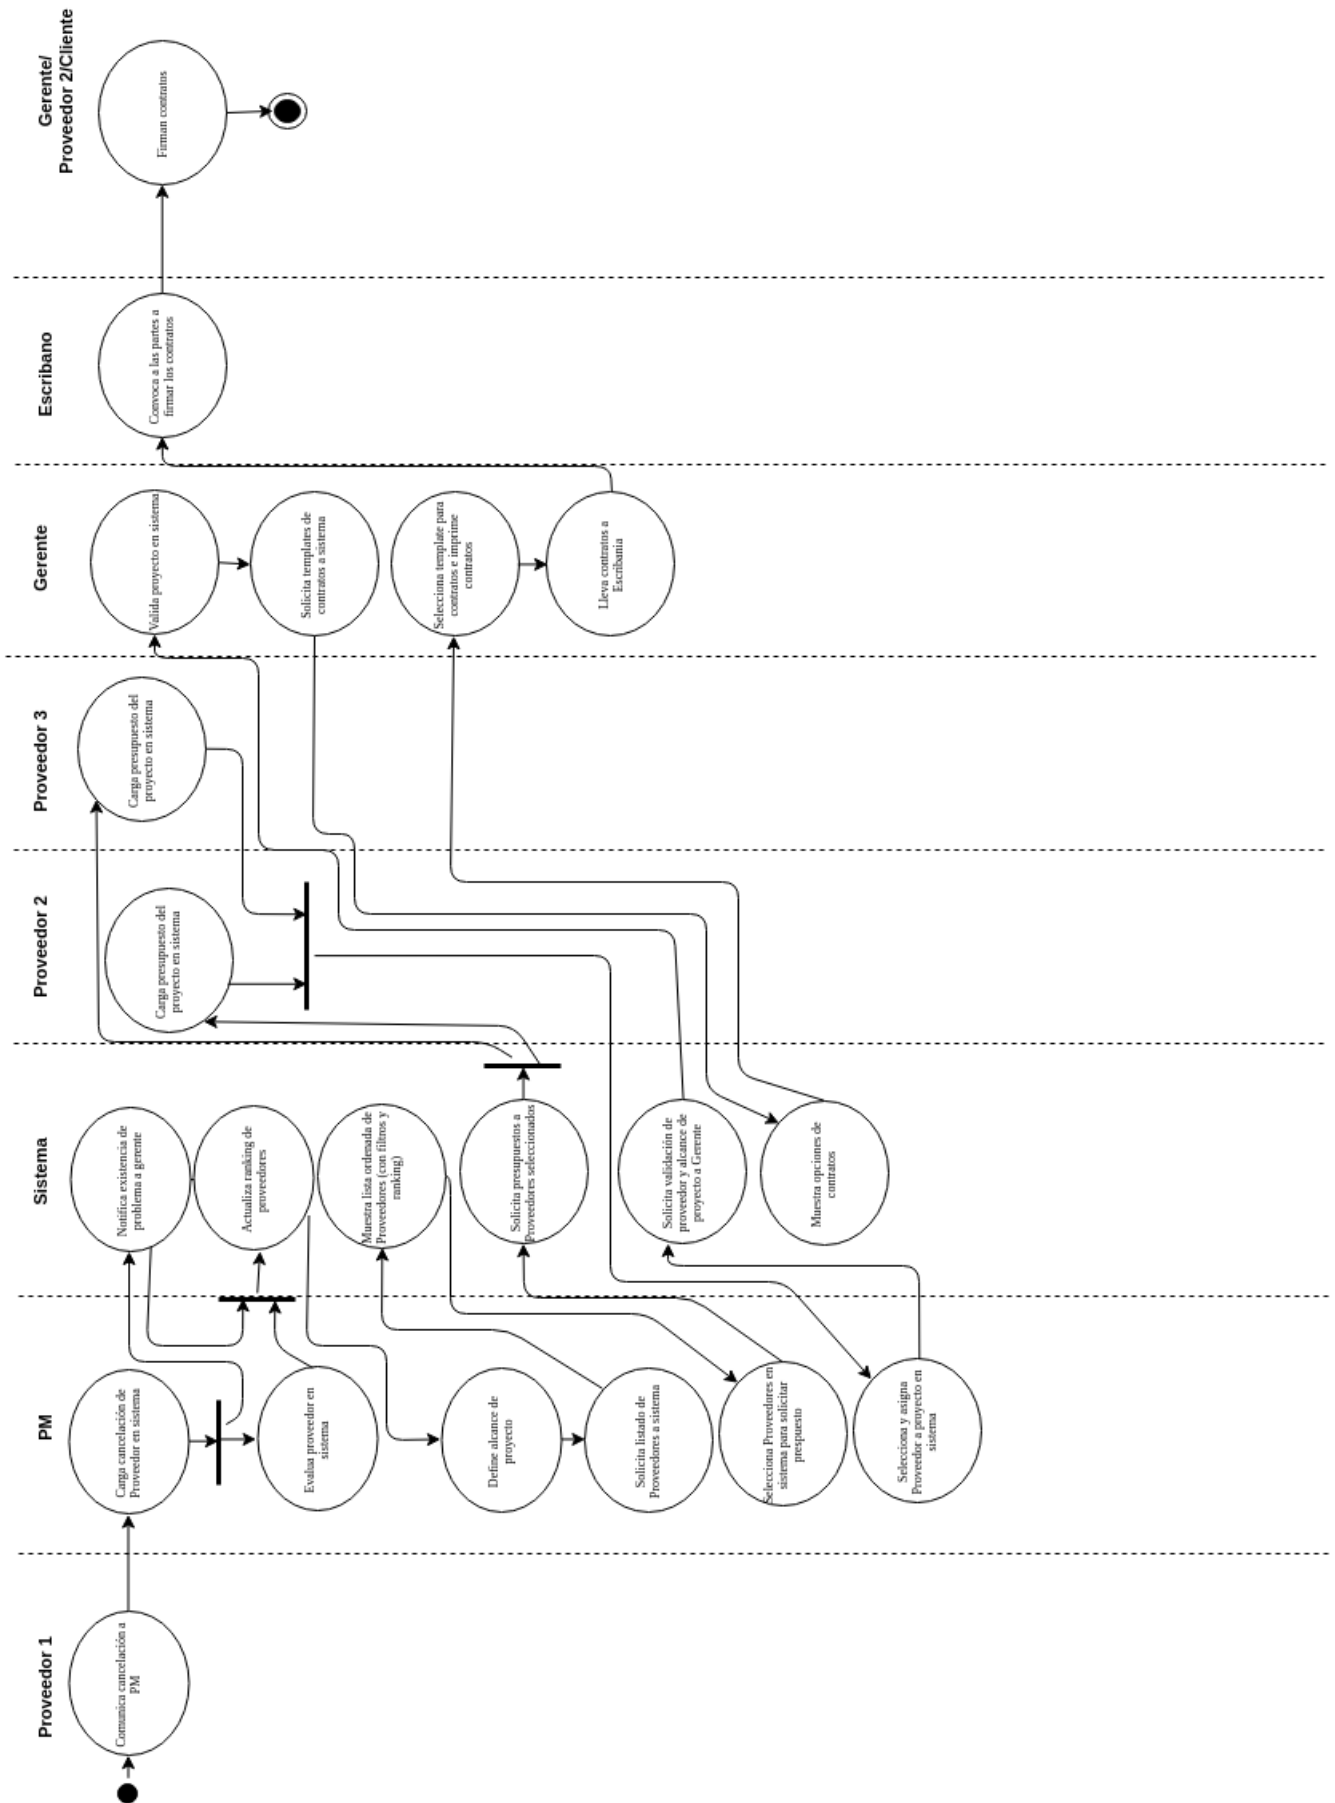 Proveedor 1
Comunica cancelación a
PM
PM
Carga cancelación de
Proveedor en sistema
Evalua proveedor en
sistema
Define alcance de
proyecto
Solicita listado de
Proveedores a sistema
Selecciona Proveedores en
sistema para solicitar
prespuesto
Selecciona y asigna
Proveedor a proyecto en
sistema
Sistema
Notifica existencia de
problema a gerente
Actualiza ranking de
proveedores
Muestra lista ordenada de
Proveedores (con filtros y
ranking)
Solicita presupuestos a
Proveedores seleccionados
Solicita validación de
proveedor y alcance de
proyecto a Gerente
Muestra opciones de
contratos
Proveedor 2
Carga presupuesto del
proyecto en sistema
Proveedor 3
Carga presupuesto del
proyecto en sistema
Gerente
Valida proyecto en sistema
Solicita templates de
contratos a sistema
Selecciona template para
contratos e imprime
contratos
Lleva contratos a
Escribania
Escribano
Convoca a las partes a
firmar los contratos
Gerente/
Proveedor 2/Cliente
Firman contratos